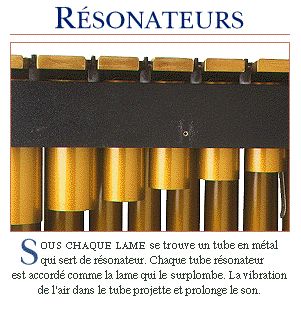 RÉSONATEURS
SOUS CHAQUE LAME se trouve un tube en métal
qui sert de résonateur. Chaque tube résonateur
est accordé comme la lame qui le surplombe. La vibration
de l'air dans le tube projette et prolonge le son.